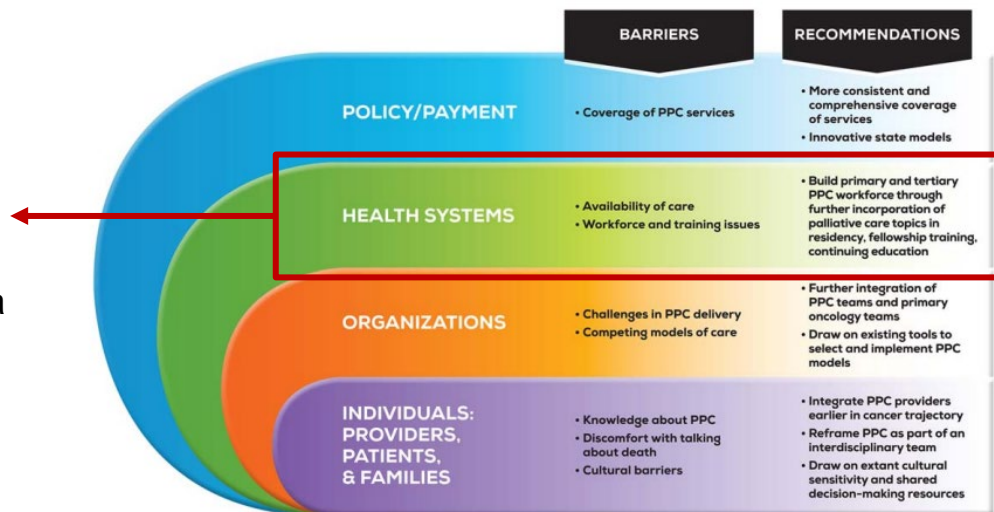 BARRIERS
RECOMMENDATIONS
POLICY/PAYMENT
• Coverage of PPC services
• More consistent and
comprehensive coverage
of services
• Innovative state models
HEALTH SYSTEMS
• Availability of care
• Workforce and training issues
• Build primary and tertiary
PPC workforce through
further incorporation of
palliative care topics in
residency, fellowship training,
continuing education
ORGANIZATIONS
• Challenges in PPC delivery
• Competing models of care
• Further integration of
PPC teams and primary
oncology teams
• Draw on existing tools to
select and implement PPC
models
INDIVIDUALS:
PROVIDERS,
PATIENTS,
& FAMILIES
• Knowledge about PPC
• Discomfort with talking
about death
• Cultural barriers
• Integrate PPC providers
earlier in cancer trajectory
• Reframe PPC as part of an
interdisciplinary team
• Draw on extant cultural
sensitivity and shared
decision-making resources